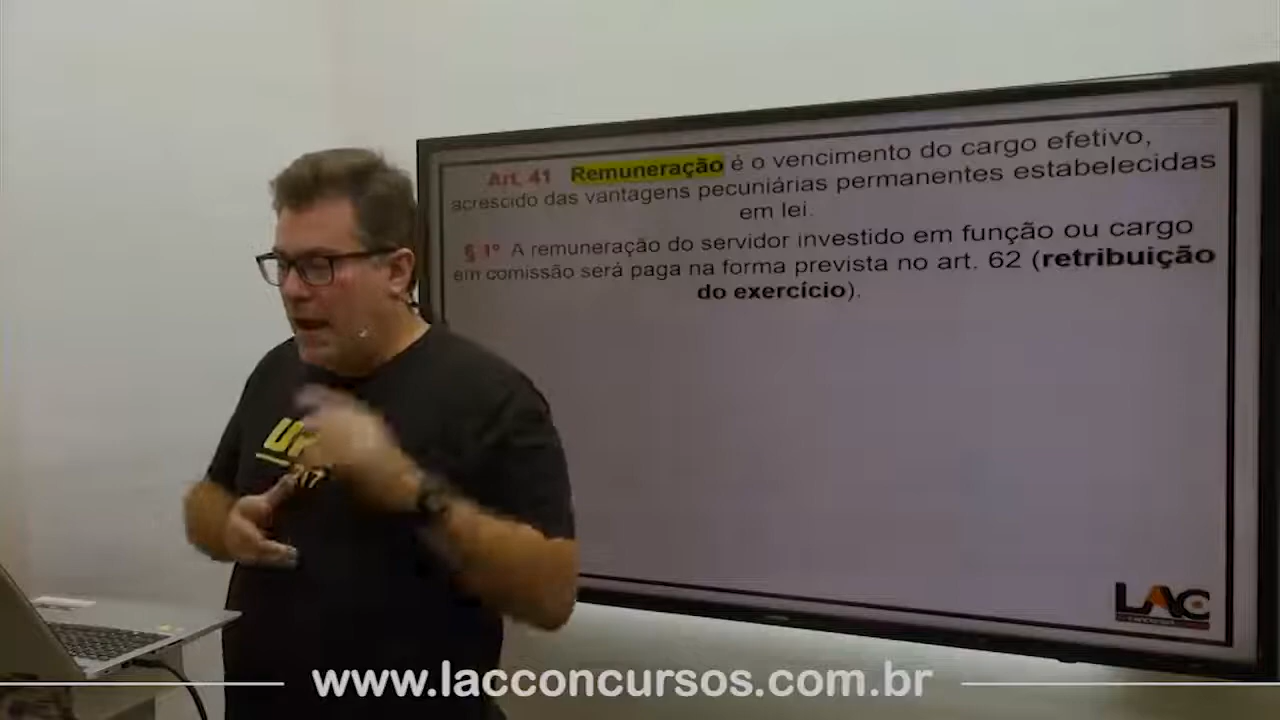 Art. 41 Remuneração é o vencimento do cargo efetivo,
acrescido das vantagens pecuniárias permanentes estabelecidas
em lei.
§ 1º A remuneração do servidor investido em função ou cargo
em comissão será paga na forma prevista no art. 62 (retribuição
do exercício).
LAC
www.lacconcursos.com.br